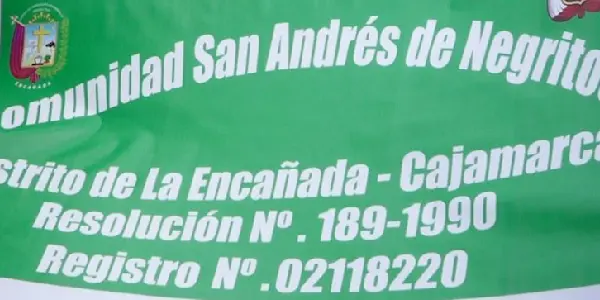 omunidad San Andrés de Negrito
strito de La Encañada - Cajamarca
Resolución Nº. 189-1990
Registro Nº.02118220